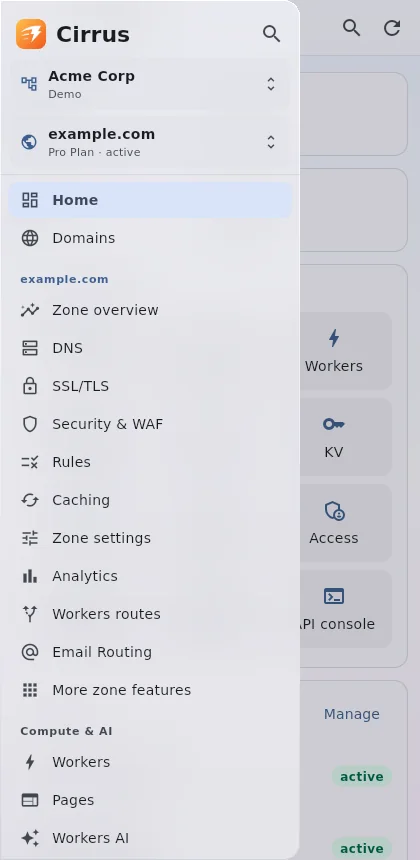 Cirrus
Acme Corp
Demo
example.com
Pro Plan · active
Home
Domains
example.com
Zone overview
DNS
SSL/TLS
Security & WAF
Rules
Caching
Zone settings
Analytics
Workers routes
Email Routing
More zone features
Compute & AI
Workers
Pages
Workers AI
Workers
KV
Access
API console
Manage
active
active